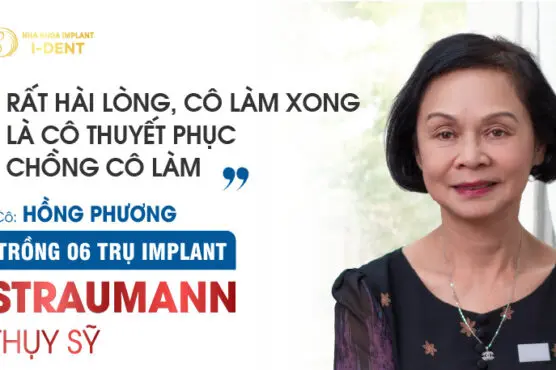 NHA KHOA IMPLANT
I-DENT
RẤT HÀI LÒNG, CÔ LÀM XONG
LÀ CÔ THUYẾT PHỤC
CHỒNG CÔ LÀM ”
Cô: HỒNG PHƯƠNG
TRỒNG 06 TRỤ IMPLANT
STRAUMANN
THỤY SỸ